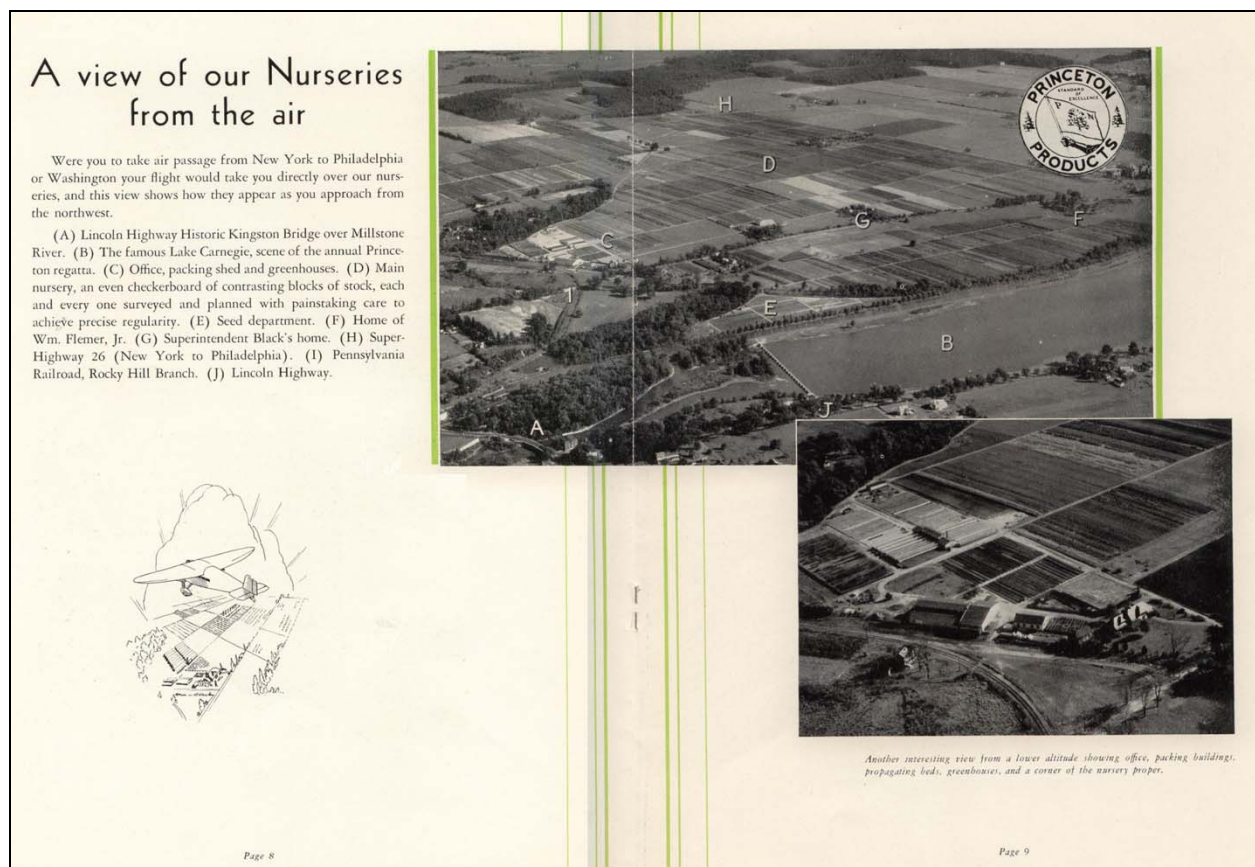 A view of our Nurseries
from the air
Were you to take air passage from New York to Philadelphia
or Washington your flight would take you directly over our nurs-
eries, and this view shows how they appear as you approach from
the northwest.
(A) Lincoln Highway Historic Kingston Bridge over Millstone
River. (B) The famous Lake Carnegie, scene of the annual Prince-
ton regatta. (C) Office, packing shed and greenhouses. (D) Main
nursery, an even checkerboard of contrasting blocks of stock, each
and every one surveyed and planned with painstaking care to
achieve precise regularity. (E) Seed department. (F) Home of
Wm. Flemer, Jr. (G) Superintendent Black's home. (H) Super-
Highway 26 (New York to Philadelphia). (I) Pennsylvania
Railroad, Rocky Hill Branch. (J) Lincoln Highway.
Page 8
H
D
G
F
C
I
E
B
J
A
PRINCETON
STANDARD
OF
EXCELLENCE
P N
PRODUCTS
Another interesting view from a lower altitude showing office, packing buildings,
propagating beds, greenhouses, and a corner of the nursery proper.
Page 9